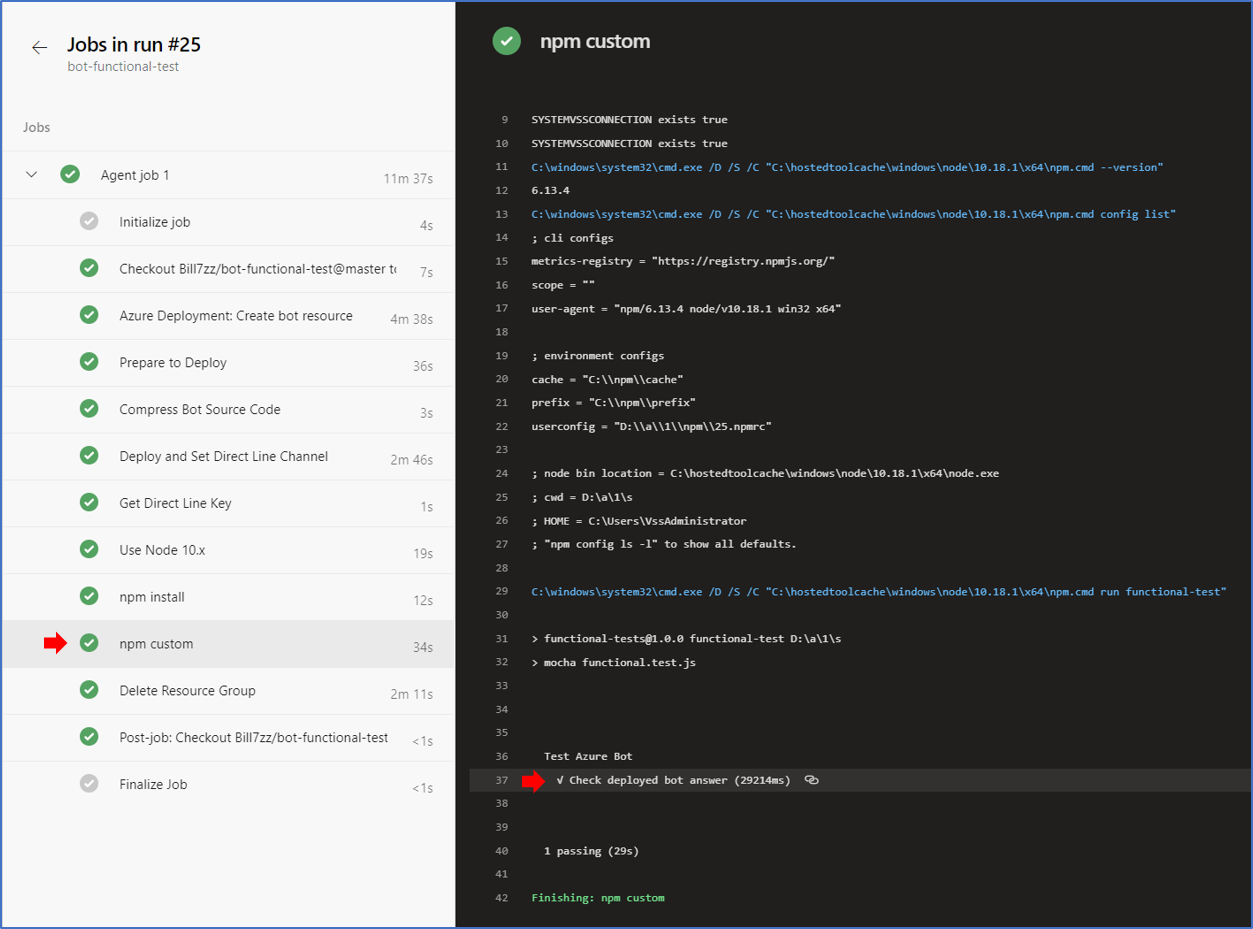 Jobs in run #25
bot-functional-test
Jobs
Agent job 1 11m 37s
Initialize job 4s
Checkout Bill7zz/bot-functional-test@master to 7s
Azure Deployment: Create bot resource 4m 38s
Prepare to Deploy 36s
Compress Bot Source Code 3s
Deploy and Set Direct Line Channel 2m 46s
Get Direct Line Key 1s
Use Node 10.x 19s
npm install 12s
npm custom 34s
Delete Resource Group 2m 11s
Post-job: Checkout Bill7zz/bot-functional-test <1s
Finalize Job <1s
npm custom
9 SYSTEMVSSCONNECTION exists true
10 SYSTEMVSSCONNECTION exists true
11 C:\windows\system32\cmd.exe /D /S /C "C:\hostedtoolcache\windows\node\10.18.1\x64\npm.cmd --version"
12 6.13.4
13 C:\windows\system32\cmd.exe /D /S /C "C:\hostedtoolcache\windows\node\10.18.1\x64\npm.cmd config list"
14 ; cli configs
15 metrics-registry = "https://registry.npmjs.org/"
16 scope = ""
17 user-agent = "npm/6.13.4 node/v10.18.1 win32 x64"
18
19 ; environment configs
20 cache = "C:\\npm\\cache"
21 prefix = "C:\\npm\\prefix"
22 userconfig = "D:\\a\\1\\npm\\25.npmrc"
23
24 ; node bin location = C:\hostedtoolcache\windows\node\10.18.1\x64\node.exe
25 ; cwd = D:\a\1\s
26 ; HOME = C:\Users\VssAdministrator
27 ; "npm config ls -l" to show all defaults.
28
29 C:\windows\system32\cmd.exe /D /S /C "C:\hostedtoolcache\windows\node\10.18.1\x64\npm.cmd run functional-test"
30
31 > functional-tests@1.0.0 functional-test D:\a\1\s
32 > mocha functional.test.js
33
34
35
36 Test Azure Bot
37 √ Check deployed bot answer (29214ms)
38
39
40 1 passing (29s)
41
42 Finishing: npm custom